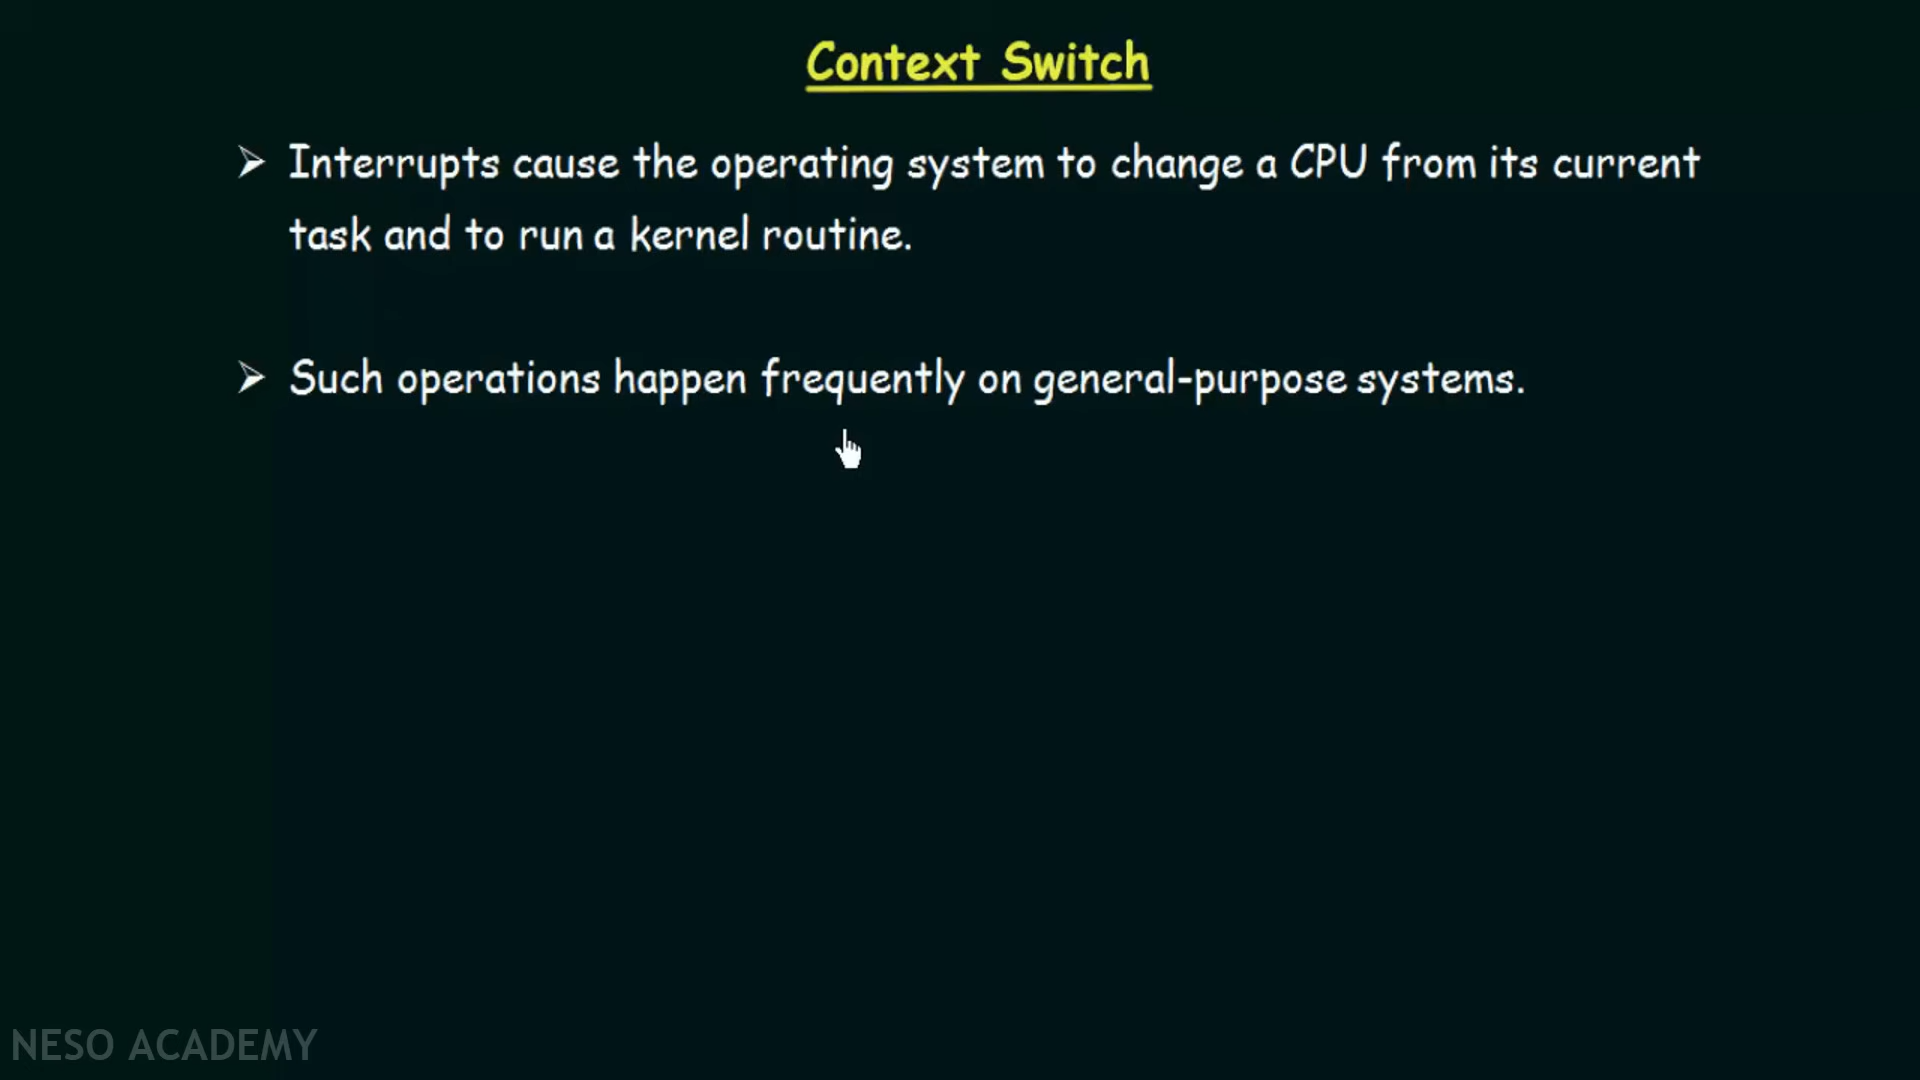 Context Switch
➢ Interrupts cause the operating system to change a CPU from its current
task and to run a kernel routine.
➢ Such operations happen frequently on general-purpose systems.
NESO ACADEMY